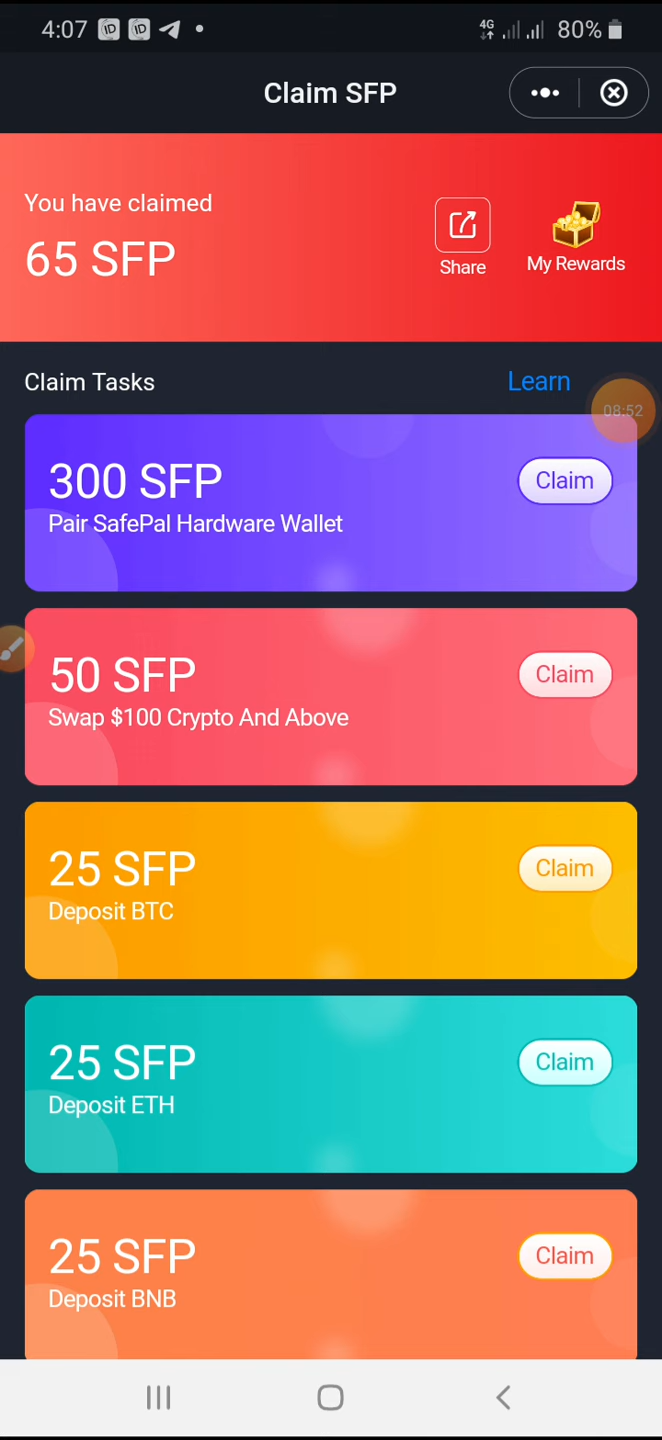 4:07
4G
80%
Claim SFP
You have claimed
65 SFP
Share
My Rewards
Claim Tasks
Learn
08:52
300 SFP
Claim
Pair SafePal Hardware Wallet
50 SFP
Claim
Swap $100 Crypto And Above
25 SFP
Claim
Deposit BTC
25 SFP
Claim
Deposit ETH
25 SFP
Claim
Deposit BNB